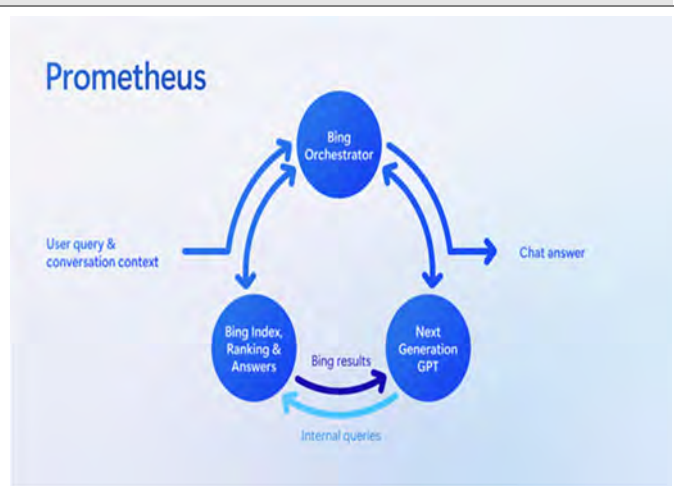 Prometheus
Bing
Orchestrator
User query &
conversation context
Chat answer
Bing Index,
Ranking &
Answers
Bing results
Next
Generation
GPT
Internal queries